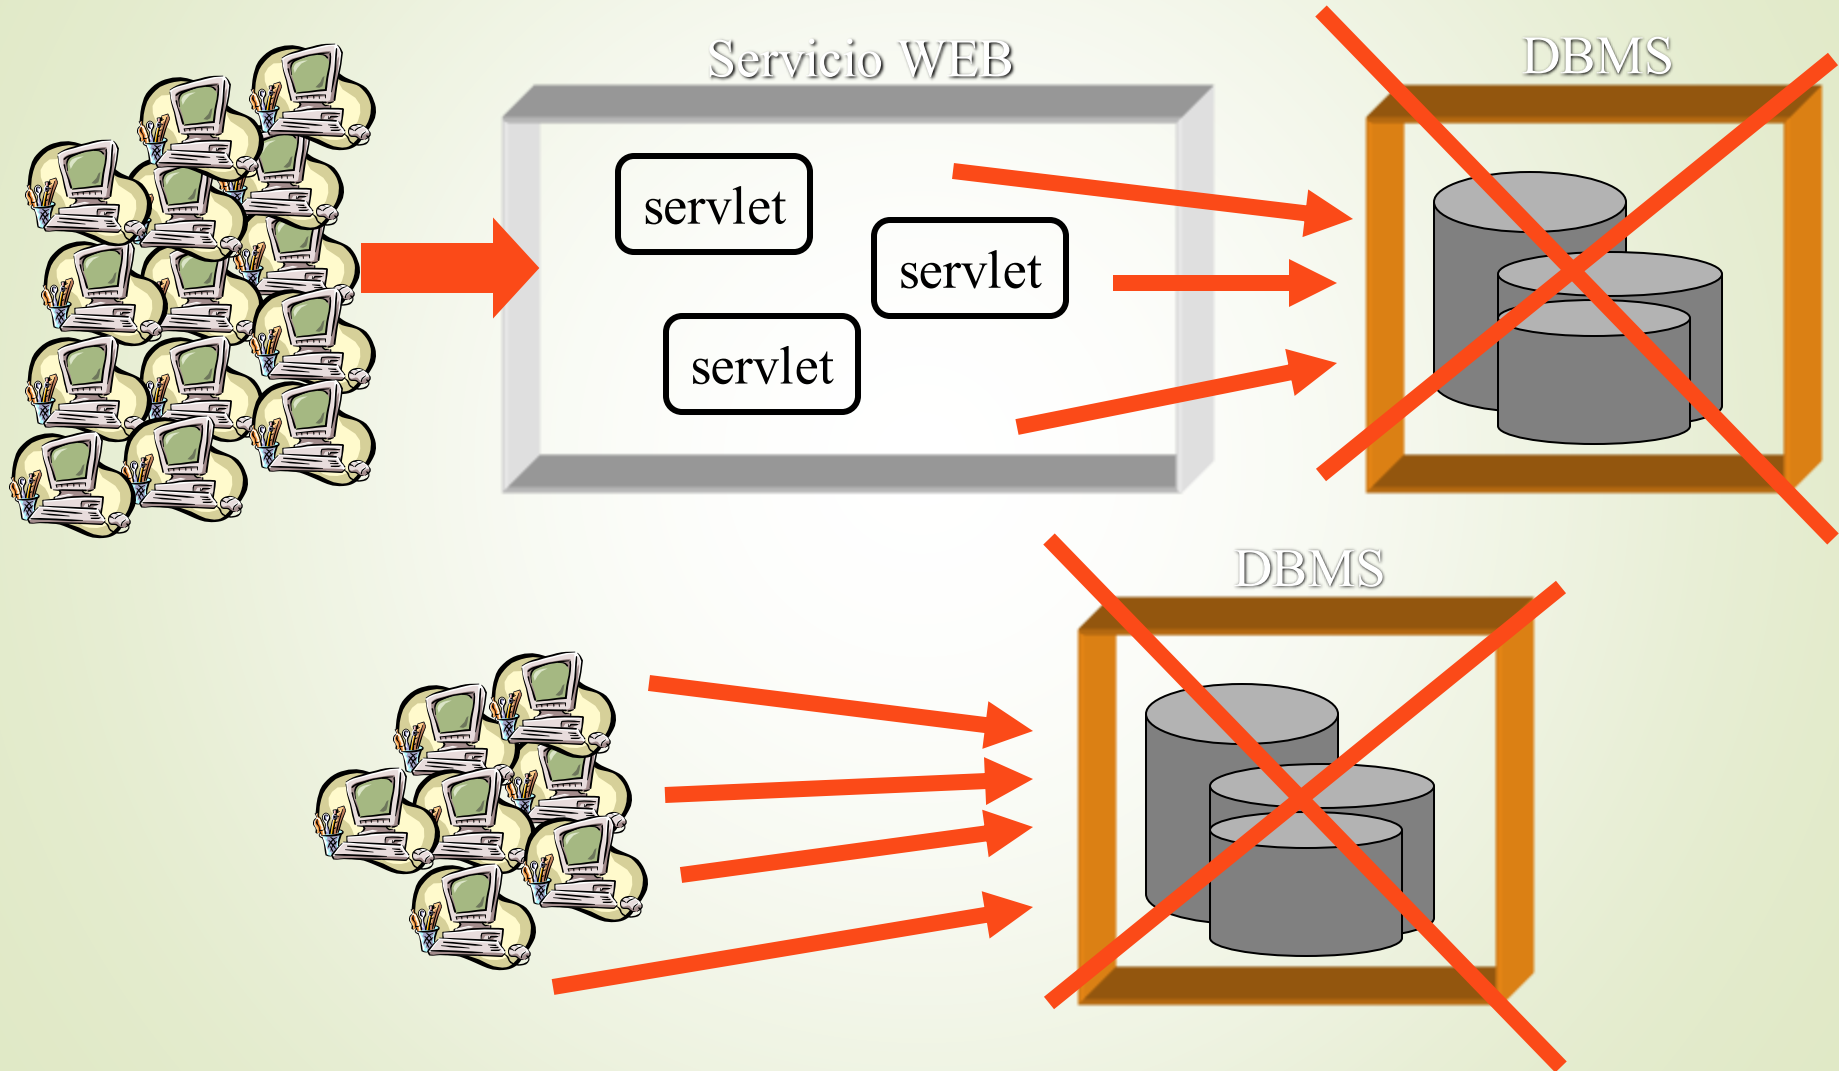 Servicio WEB
DBMS
servlet
servlet
servlet
DBMS